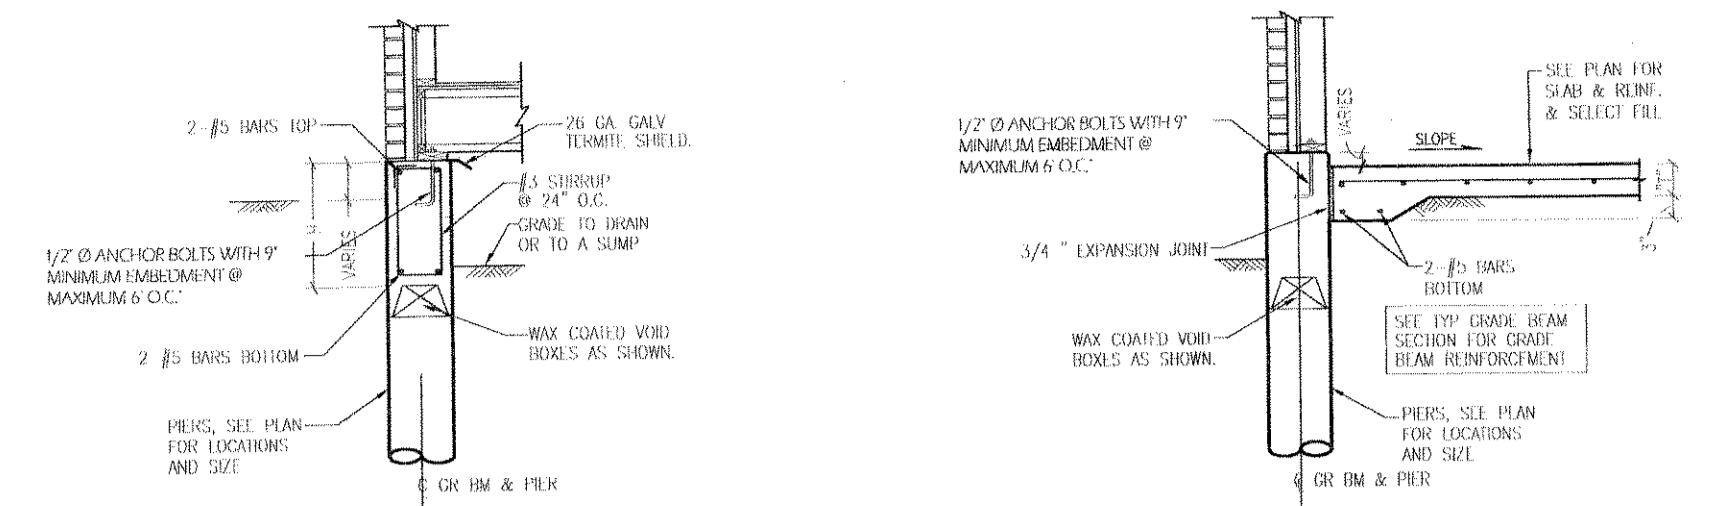 2-#5 BARS TOP
26 GA. GALV
TERMITE SHIELD.
#3 STIRRUP
@ 24" O.C.
GRADE TO DRAIN
OR TO A SUMP
1/2" Ø ANCHOR BOLTS WITH 9"
MINIMUM EMBEDMENT @
MAXIMUM 6' O.C."
VARIES
2 #5 BARS BOTTOM
WAX COATED VOID
BOXES AS SHOWN.
PIERS, SEE PLAN
FOR LOCATIONS
AND SIZE
℄ GR BM & PIER
1/2" Ø ANCHOR BOLTS WITH 9"
MINIMUM EMBEDMENT @
MAXIMUM 6' O.C."
VARIES
SEE PLAN FOR
SLAB & REINF.
& SELECT FILL
SLOPE
3/4 " EXPANSION JOINT
2-#5 BARS
BOTTOM
SEE TYP GRADE BEAM
SECTION FOR GRADE
BEAM REINFORCEMENT
WAX COATED VOID
BOXES AS SHOWN.
PIERS, SEE PLAN
FOR LOCATIONS
AND SIZE
℄ GR BM & PIER